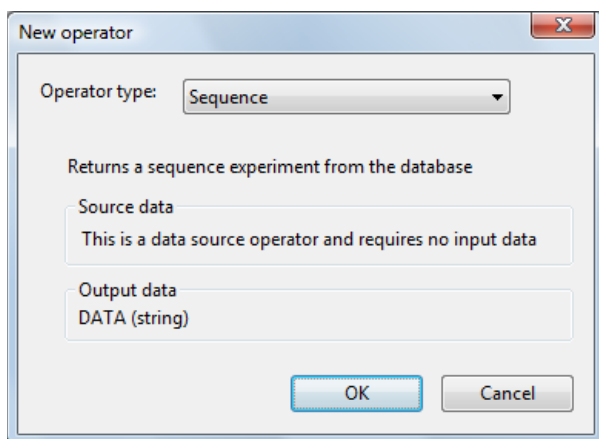 New operator
Operator type: Sequence
Returns a sequence experiment from the database
Source data
This is a data source operator and requires no input data
Output data
DATA (string)
OK Cancel